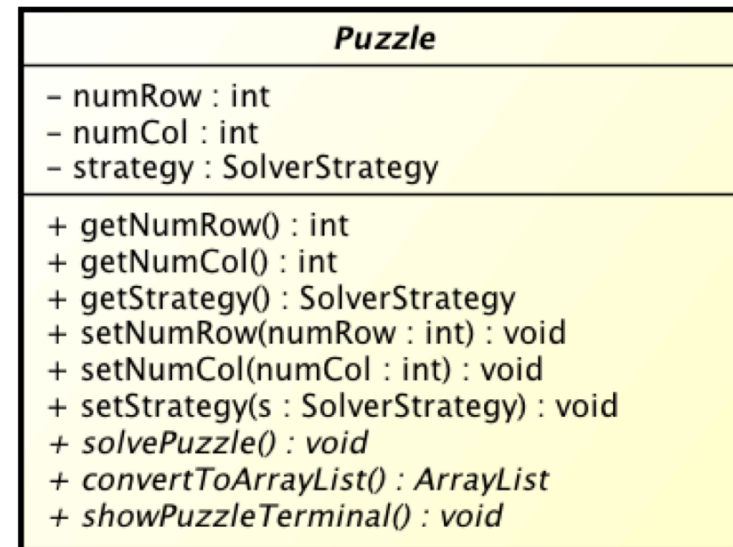 Puzzle
– numRow : int
– numCol : int
– strategy : SolverStrategy
+ getNumRow() : int
+ getNumCol() : int
+ getStrategy() : SolverStrategy
+ setNumRow(numRow : int) : void
+ setNumCol(numCol : int) : void
+ setStrategy(s : SolverStrategy) : void
+ solvePuzzle() : void
+ convertToArrayList() : ArrayList
+ showPuzzleTerminal() : void